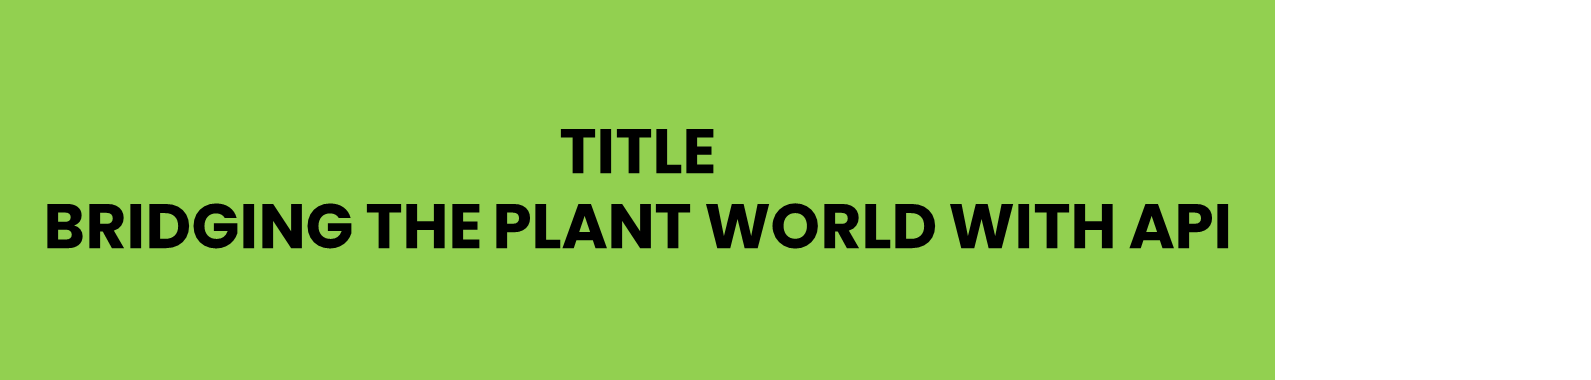 TITLE
BRIDGING THE PLANT WORLD WITH API